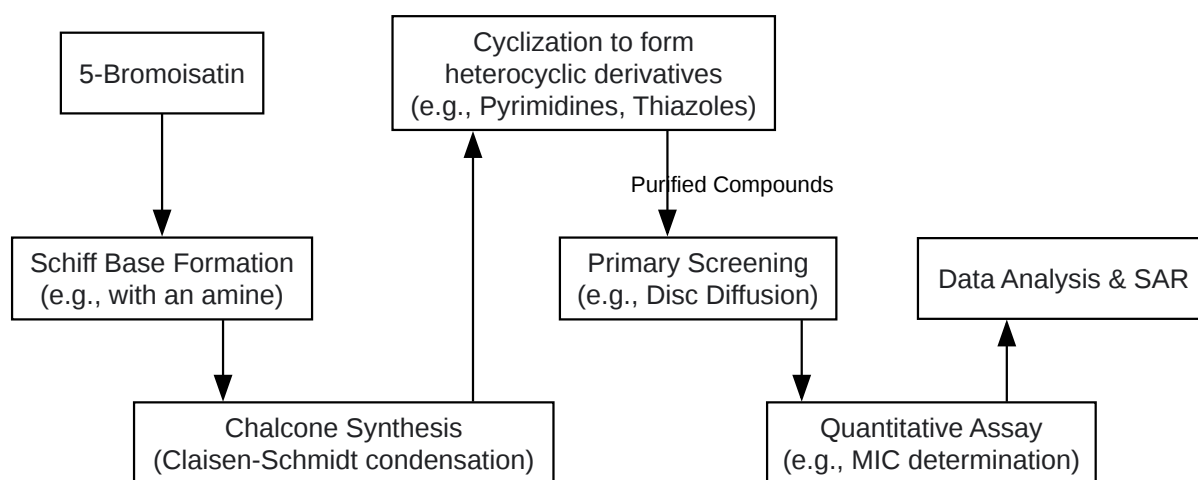 5-Bromoisatin
Schiff Base Formation
(e.g., with an amine)
Chalcone Synthesis
(Claisen-Schmidt condensation)
Cyclization to form
heterocyclic derivatives
(e.g., Pyrimidines, Thiazoles)
Purified Compounds
Primary Screening
(e.g., Disc Diffusion)
Quantitative Assay
(e.g., MIC determination)
Data Analysis & SAR